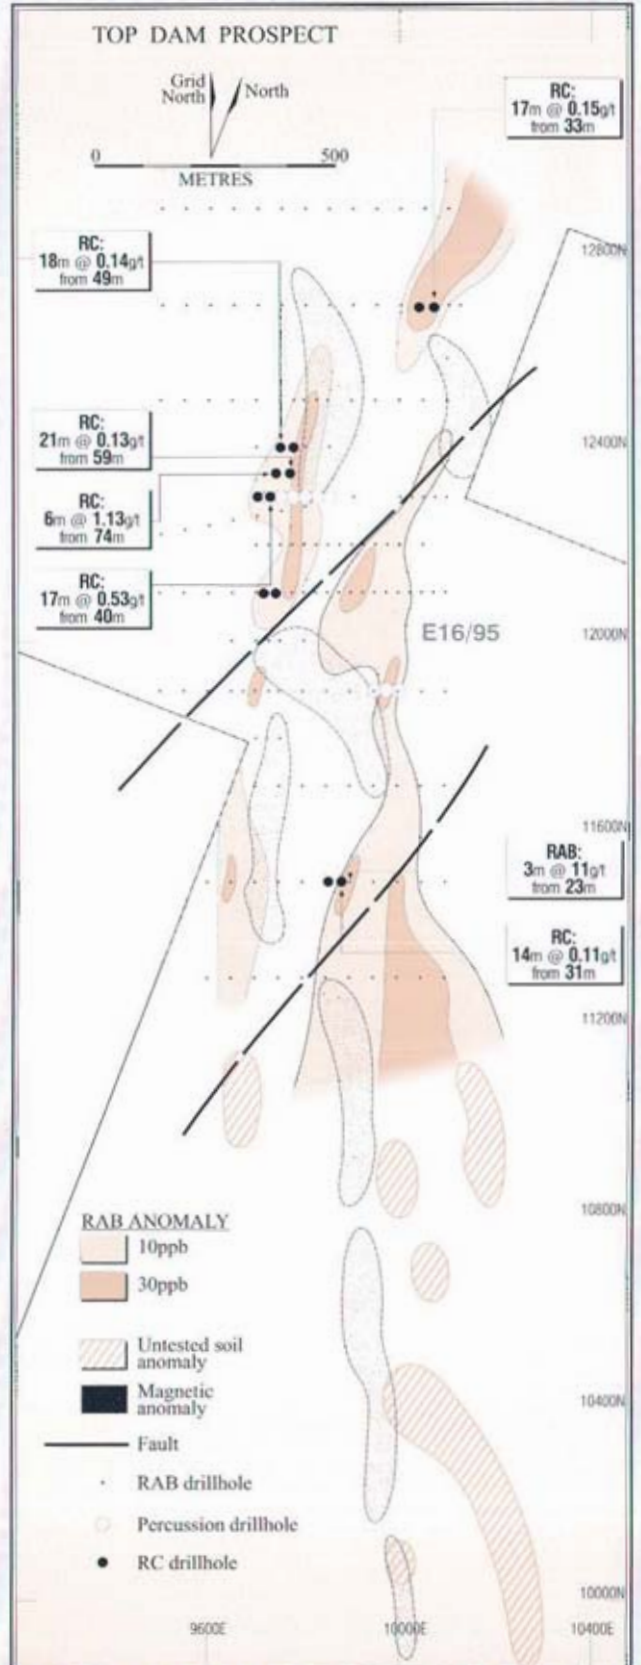 TOP DAM PROSPECT
Grid
North
North
0 500
METRES
RC:
17m @ 0.15g/t
from 33m
RC:
18m @ 0.14g/t
from 49m
12800N
RC:
21m @ 0.13g/t
from 59m
12400N
RC:
6m @ 1.13g/t
from 74m
RC:
17m @ 0.53g/t
from 40m
E16/95
12000N
11600N
RAB:
3m @ 11g/t
from 23m
RC:
14m @ 0.11g/t
from 31m
11200N
10800N
RAB ANOMALY
10ppb
30ppb
Untested soil
anomaly
Magnetic
anomaly
Fault
RAB drillhole
Percussion drillhole
RC drillhole
10400N
10000N
9600E 10000E 10400E